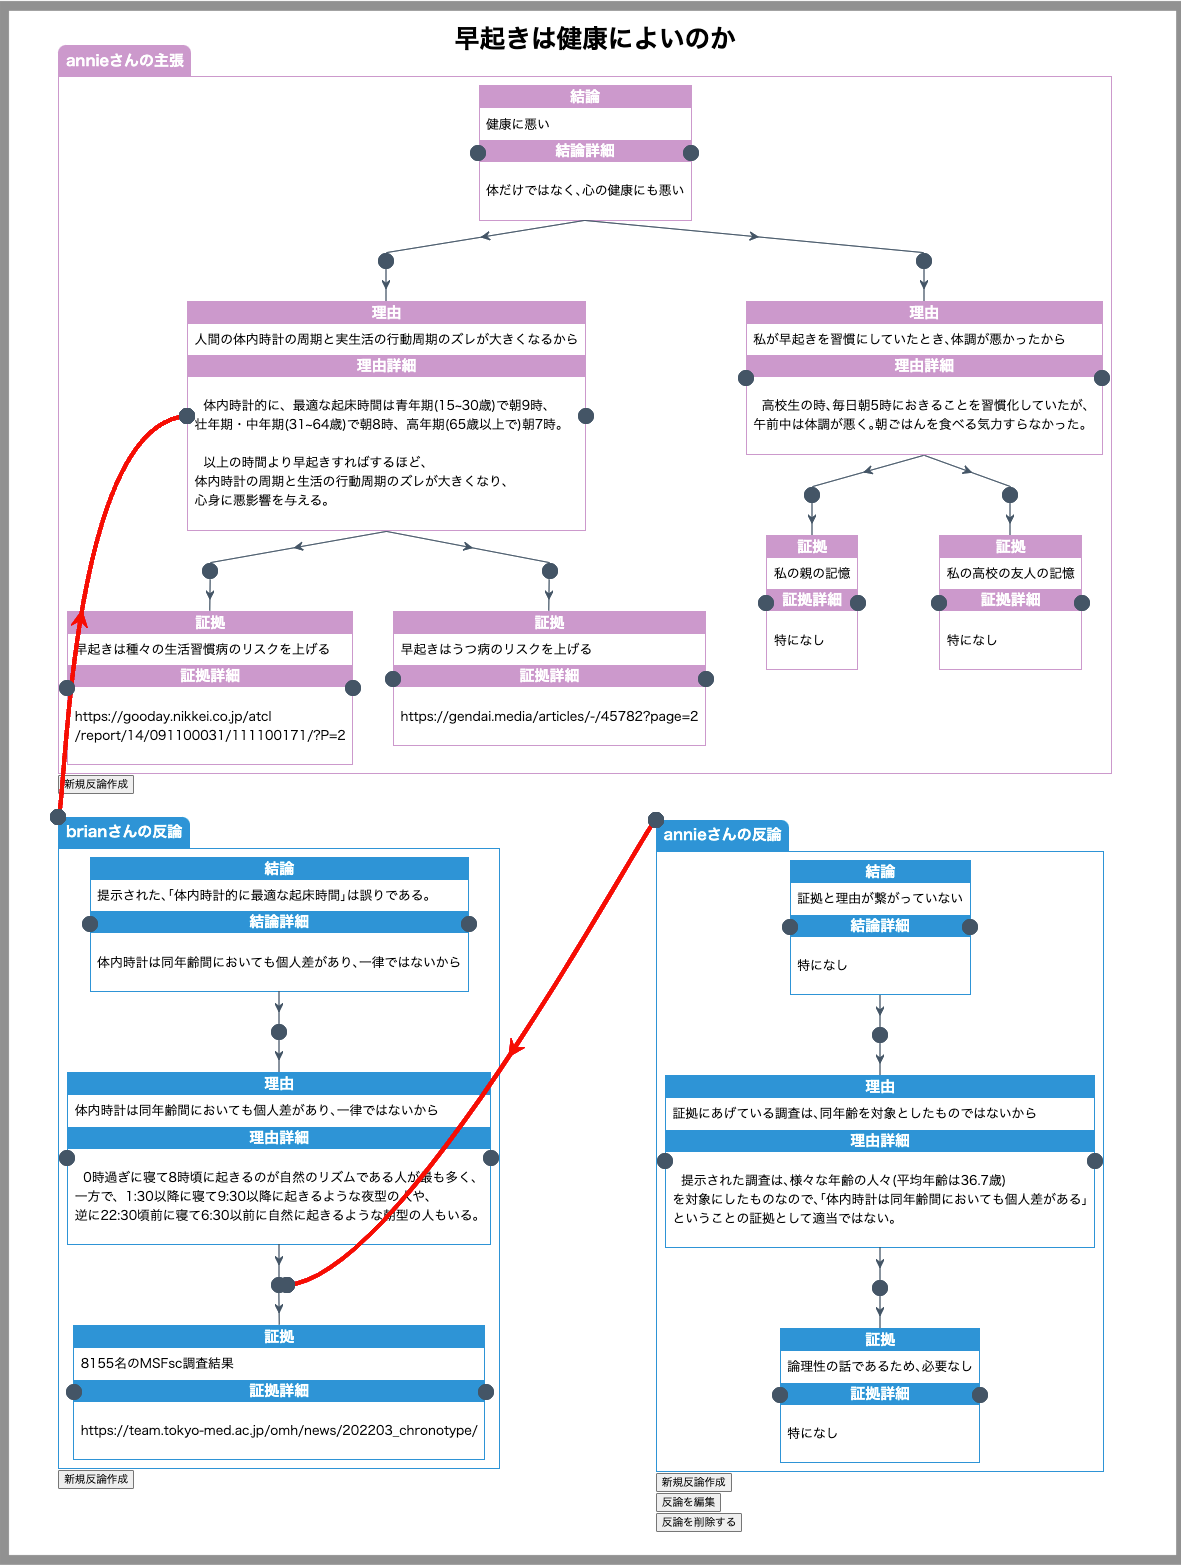 早起きは健康によいのか
annieさんの主張
結論
健康に悪い
結論詳細
体だけではなく、心の健康にも悪い
理由
人間の体内時計の周期と実生活の行動周期のズレが大きくなるから
理由詳細
体内時計的に、最適な起床時間は青年期(15~30歳)で朝9時、
壮年期・中年期(31~64歳)で朝8時、高年期(65歳以上で)朝7時。
以上の時間より早起きすればするほど、
体内時計の周期と生活の行動周期のズレが大きくなり、
心身に悪影響を与える。
理由
私が早起きを習慣にしていたとき、体調が悪かったから
理由詳細
高校生の時、毎日朝5時におきることを習慣化していたが、
午前中は体調が悪く。朝ごはんを食べる気力すらなかった。
証拠
早起きは種々の生活習慣病のリスクを上げる
証拠詳細
https://gooday.nikkei.co.jp/atcl
/report/14/091100031/111100171/?P=2
証拠
早起きはうつ病のリスクを上げる
証拠詳細
https://gendai.media/articles/-/45782?page=2
証拠
私の親の記憶
証拠詳細
特になし
証拠
私の高校の友人の記憶
証拠詳細
特になし
新規反論作成
brianさんの反論
結論
提示された、「体内時計的に最適な起床時間」は誤りである。
結論詳細
体内時計は同年齢間においても個人差があり、一律ではないから
理由
体内時計は同年齢間においても個人差があり、一律ではないから
理由詳細
0時過ぎに寝て8時頃に起きるのが自然のリズムである人が最も多く、
一方で、1:30以降に寝て9:30以降に起きるような夜型の人や、
逆に22:30頃前に寝て6:30以前に自然に起きるような朝型の人もいる。
証拠
8155名のMSFsc調査結果
証拠詳細
https://team.tokyo-med.ac.jp/omh/news/202203_chronotype/
新規反論作成
annieさんの反論
結論
証拠と理由が繋がっていない
結論詳細
特になし
理由
証拠にあげている調査は、同年齢を対象としたものではないから
理由詳細
提示された調査は、様々な年齢の人々(平均年齢は36.7歳)
を対象にしたものなので、「体内時計は同年齢間においても個人差がある」
ということの証拠として適当ではない。
証拠
論理性の話であるため、必要なし
証拠詳細
特になし
新規反論作成
反論を編集
反論を削除する